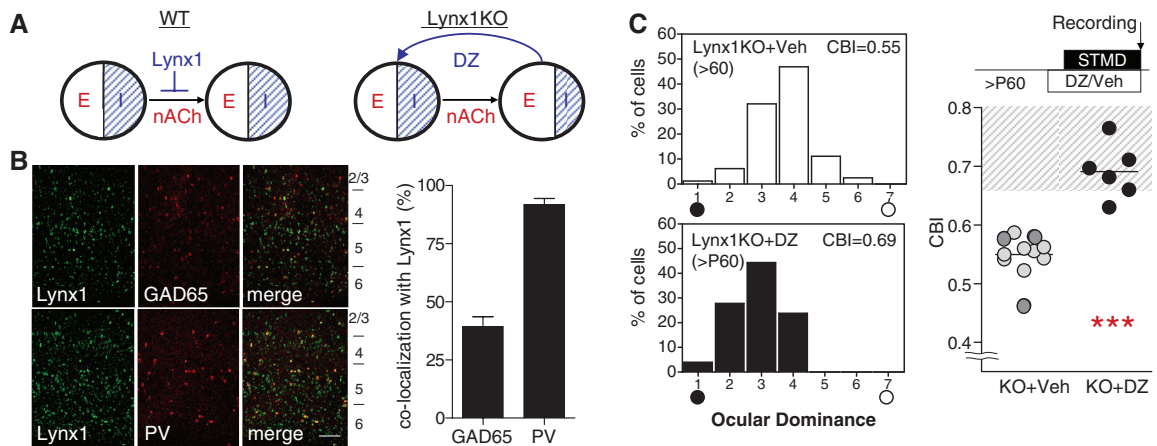 A
WT
Lynx1
E
I
nACh
E
I
Lynx1KO
DZ
E
I
nACh
E
I
B
Lynx1
GAD65
merge
2/3
4
5
6
Lynx1
PV
merge
2/3
4
5
6
co-localization with Lynx1 (%)
100
75
50
25
0
GAD65
PV
C
% of cells
60
50
40
30
20
10
0
Lynx1KO+Veh
(>60)
CBI=0.55
1 2 3 4 5 6 7
% of cells
60
50
40
30
20
10
0
Lynx1KO+DZ
(>P60)
CBI=0.69
1 2 3 4 5 6 7
Ocular Dominance
Recording
STMD
>P60
DZ/Veh
CBI
0.8
0.7
0.6
0.5
0.4
***
KO+Veh
KO+DZ